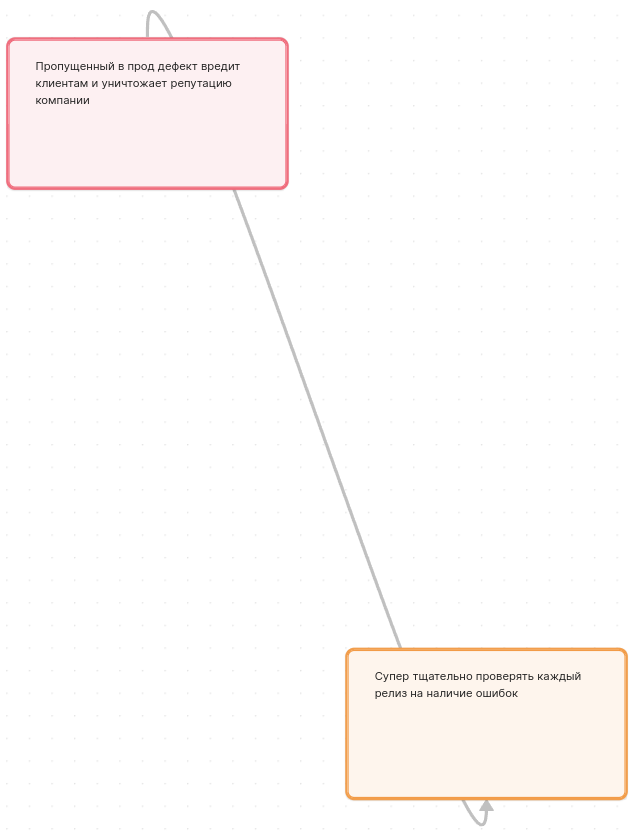 Пропущенный в прод дефект вредит
клиентам и уничтожает репутацию
компании
Супер тщательно проверять каждый
релиз на наличие ошибок